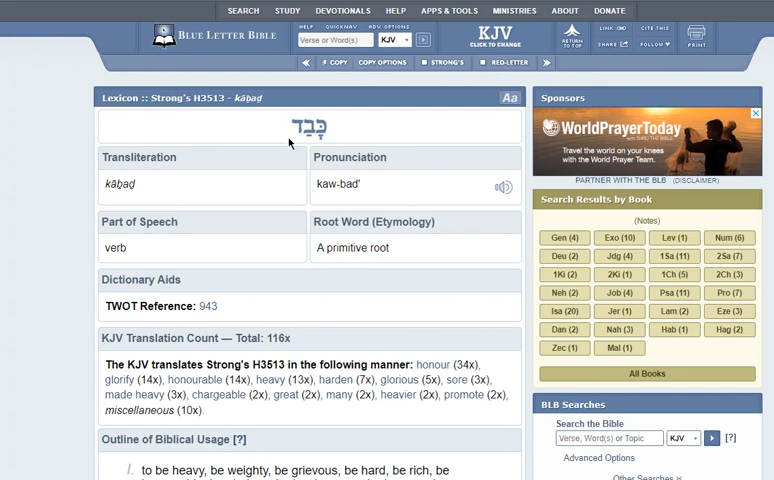 SEARCH STUDY DEVOTIONALS HELP APPS & TOOLS MINISTRIES ABOUT DONATE
BLUE LETTER BIBLE
HELP QUICKNAV ADV OPTIONS
Verse or Word(s) KJV
KJV
CLICK TO CHANGE
RETURN
TO TOP
LINK
SHARE
CITE THIS
FOLLOW
PRINT
COPY COPY OPTIONS STRONG'S RED-LETTER
Lexicon :: Strong's H3513 - kāḇaḏ Aa
כָּבַד
Transliteration
kāḇaḏ
Pronunciation
kaw-bad'
Part of Speech
verb
Root Word (Etymology)
A primitive root
Dictionary Aids
TWOT Reference: 943
KJV Translation Count — Total: 116x
The KJV translates Strong's H3513 in the following manner: honour (34x),
glorify (14x), honourable (14x), heavy (13x), harden (7x), glorious (5x), sore (3x),
made heavy (3x), chargeable (2x), great (2x), many (2x), heavier (2x), promote (2x),
miscellaneous (10x).
Outline of Biblical Usage [?]
I. to be heavy, be weighty, be grievous, be hard, be rich, be
Sponsors
WorldPrayerToday
with THRU the BIBLE
Travel the world on your knees
with the World Prayer Team.
PARTNER WITH THE BLB (DISCLAIMER)
Search Results by Book
(Notes)
Gen (4) Exo (10) Lev (1) Num (6)
Deu (2) Jdg (4) 1Sa (11) 2Sa (7)
1Ki (2) 2Ki (1) 1Ch (5) 2Ch (3)
Neh (2) Job (4) Psa (11) Pro (7)
Isa (20) Jer (1) Lam (2) Eze (3)
Dan (2) Nah (3) Hab (1) Hag (2)
Zec (1) Mal (1)
All Books
BLB Searches
Search the Bible
Verse, Word(s) or Topic KJV [?]
Advanced Options
Other Searches